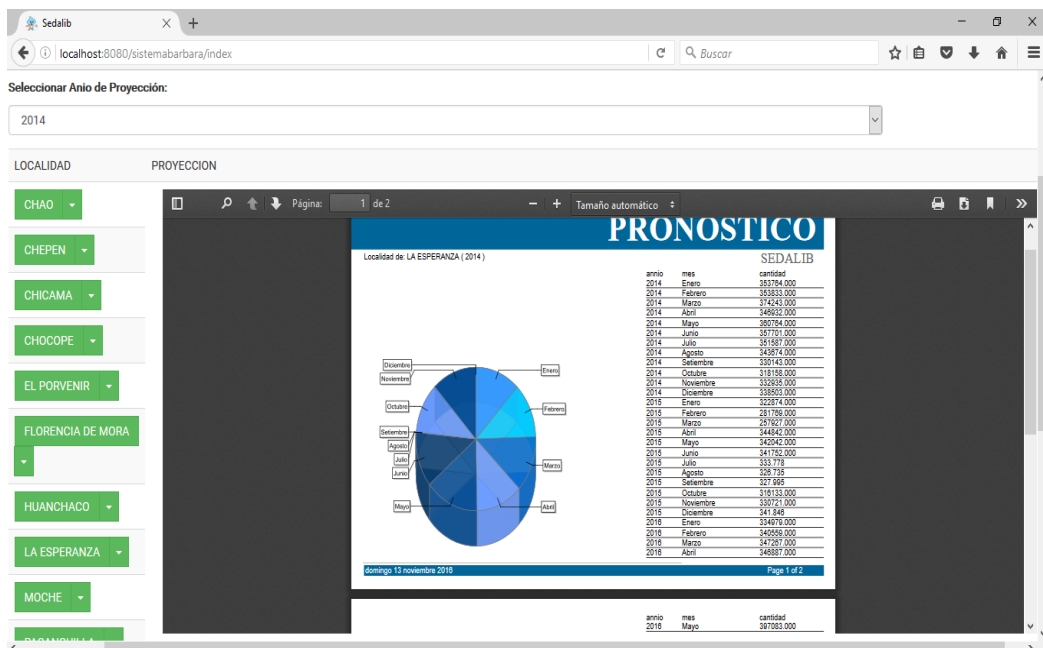 Sedalib
localhost:8080/sistemabarbara/index
Buscar
Seleccionar Anio de Proyección:
2014
LOCALIDAD PROYECCION
CHAO
CHEPEN
CHICAMA
CHOCOPE
EL PORVENIR
FLORENCIA DE MORA
HUANCHACO
LA ESPERANZA
MOCHE
Página: 1 de 2
Tamaño automático
PRONOSTICO
Localidad de: LA ESPERANZA ( 2014 )
SEDALIB
annio mes cantidad
2014 Enero 353764.000
2014 Febrero 353833.000
2014 Marzo 374243.000
2014 Abril 346932.000
2014 Mayo 360764.000
2014 Junio 357701.000
2014 Julio 351587.000
2014 Agosto 343674.000
2014 Setiembre 330143.000
2014 Octubre 318158.000
2014 Noviembre 332935.000
2014 Diciembre 338503.000
2015 Enero 322874.000
2015 Febrero 281769.000
2015 Marzo 257927.000
2015 Abril 344842.000
2015 Mayo 342042.000
2015 Junio 341752.000
2015 Julio 333.778
2015 Agosto 326.735
2015 Setiembre 327.995
2015 Octubre 316133.000
2015 Noviembre 330721.000
2015 Diciembre 341.846
2016 Enero 334979.000
2016 Febrero 340559.000
2016 Marzo 347267.000
2016 Abril 346887.000
Diciembre
Noviembre
Octubre
Setiembre
Agosto
Julio
Junio
Mayo
Enero
Febrero
Marzo
Abril
domingo 13 noviembre 2016
Page 1 of 2
annio mes cantidad
2016 Mayo 397083.000